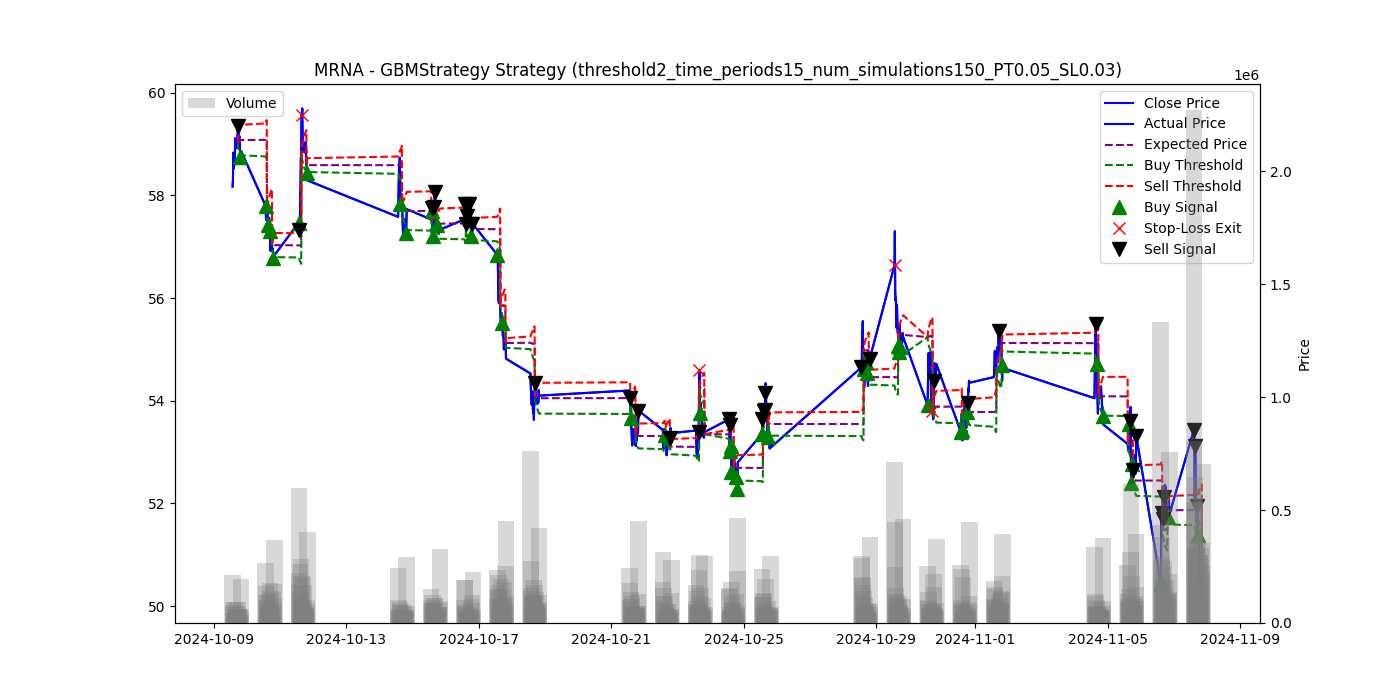 MRNA - GBMStrategy Strategy (threshold2_time_periods15_num_simulations150_PT0.05_SL0.03)
1e6
Volume
Close Price
Actual Price
Expected Price
Buy Threshold
Sell Threshold
Buy Signal
Stop-Loss Exit
Sell Signal
60
58
56
54
52
50
2.0
1.5
1.0
0.5
0.0
Price
2024-10-09 2024-10-13 2024-10-17 2024-10-21 2024-10-25 2024-10-29 2024-11-01 2024-11-05 2024-11-09